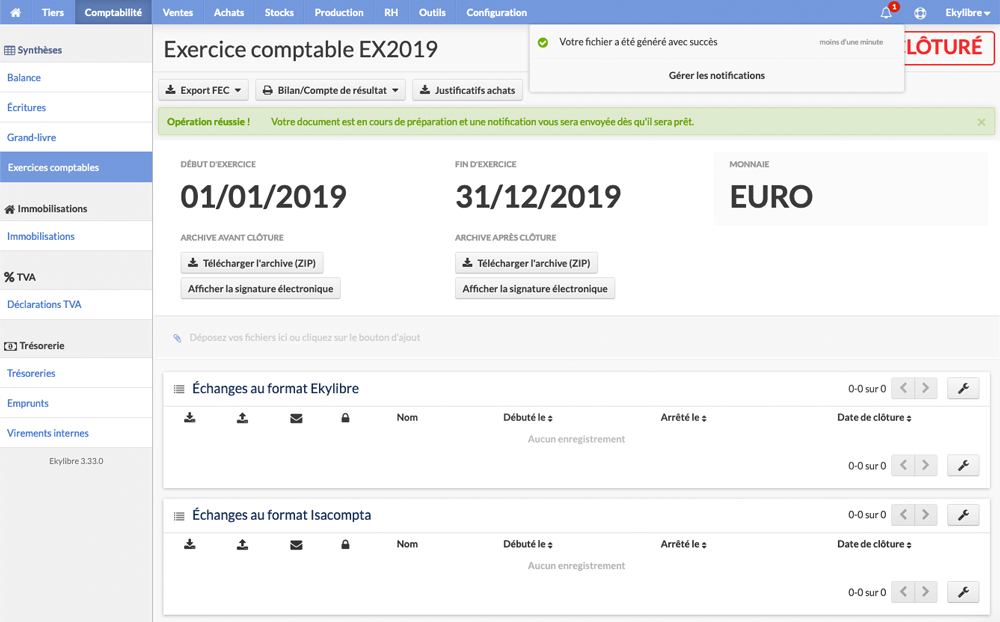 Tiers Comptabilité Ventes Achats Stocks Production RH Outils Configuration 1 Ekylibre
Synthèses
Balance
Écritures
Grand-livre
Exercices comptables
Immobilisations
Immobilisations
TVA
Déclarations TVA
Trésorerie
Trésoreries
Emprunts
Virements internes
Ekylibre 3.33.0
Exercice comptable EX2019
LÔTURÉ
Votre fichier a été généré avec succès moins d'une minute
Gérer les notifications
Export FEC Bilan/Compte de résultat Justificatifs achats
Opération réussie ! Votre document est en cours de préparation et une notification vous sera envoyée dès qu'il sera prêt. ×
DÉBUT D'EXERCICE FIN D'EXERCICE MONNAIE
01/01/2019 31/12/2019 EURO
ARCHIVE AVANT CLÔTURE ARCHIVE APRÈS CLÔTURE
Télécharger l'archive (ZIP) Télécharger l'archive (ZIP)
Afficher la signature électronique Afficher la signature électronique
Déposez vos fichiers ici ou cliquez sur le bouton d'ajout
Échanges au format Ekylibre 0-0 sur 0
Nom Débuté le Arrêté le Date de clôture
Aucun enregistrement
0-0 sur 0
Échanges au format Isacompta 0-0 sur 0
Nom Débuté le Arrêté le Date de clôture
Aucun enregistrement
0-0 sur 0